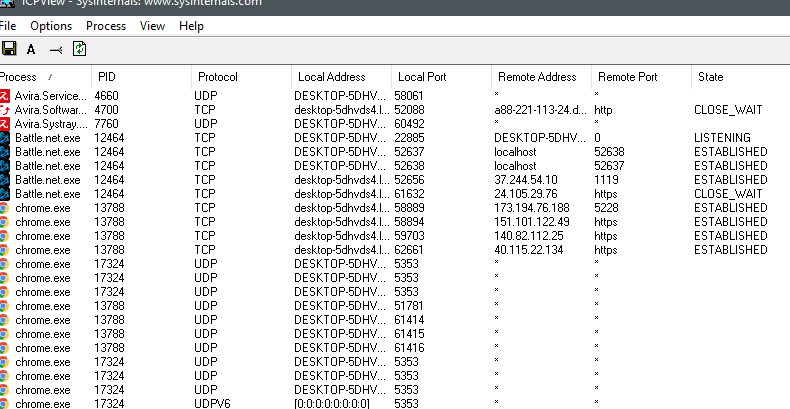 TCPView - Sysinternals: www.sysinternals.com
File Options Process View Help
A
Process / PID Protocol Local Address Local Port Remote Address Remote Port State
Avira.Service... 4660 UDP DESKTOP-5DHV... 58061 * *
Avira.Softwar... 4700 TCP desktop-5dhvds4.l... 52088 a88-221-113-24.d... http CLOSE_WAIT
Avira.Systray... 7760 UDP DESKTOP-5DHV... 60492 * *
Battle.net.exe 12464 TCP DESKTOP-5DHV... 22885 DESKTOP-5DHV... 0 LISTENING
Battle.net.exe 12464 TCP DESKTOP-5DHV... 52637 localhost 52638 ESTABLISHED
Battle.net.exe 12464 TCP DESKTOP-5DHV... 52638 localhost 52637 ESTABLISHED
Battle.net.exe 12464 TCP desktop-5dhvds4.l... 52656 37.244.54.10 1119 ESTABLISHED
Battle.net.exe 12464 TCP desktop-5dhvds4.l... 61632 24.105.29.76 https CLOSE_WAIT
chrome.exe 13788 TCP desktop-5dhvds4.l... 58889 173.194.76.188 5228 ESTABLISHED
chrome.exe 13788 TCP desktop-5dhvds4.l... 58894 151.101.122.49 https ESTABLISHED
chrome.exe 13788 TCP desktop-5dhvds4.l... 59703 140.82.112.25 https ESTABLISHED
chrome.exe 13788 TCP desktop-5dhvds4.l... 62661 40.115.22.134 https ESTABLISHED
chrome.exe 17324 UDP DESKTOP-5DHV... 5353 * *
chrome.exe 17324 UDP DESKTOP-5DHV... 5353 * *
chrome.exe 17324 UDP DESKTOP-5DHV... 5353 * *
chrome.exe 13788 UDP DESKTOP-5DHV... 51781 * *
chrome.exe 13788 UDP DESKTOP-5DHV... 61414 * *
chrome.exe 13788 UDP DESKTOP-5DHV... 61415 * *
chrome.exe 13788 UDP DESKTOP-5DHV... 61416 * *
chrome.exe 17324 UDP DESKTOP-5DHV... 5353 * *
chrome.exe 17324 UDP DESKTOP-5DHV... 5353 * *
chrome.exe 17324 UDP DESKTOP-5DHV... 5353 * *
chrome.exe 17324 UDPV6 [0:0:0:0:0:0:0:0] 5353 * *